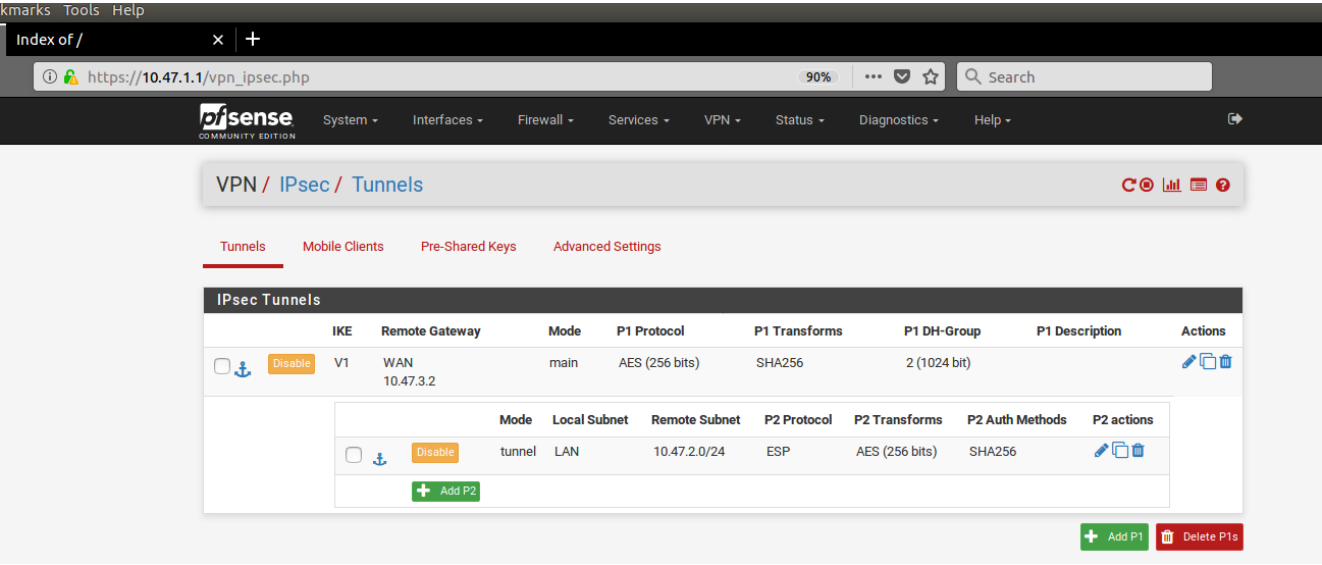 kmarks Tools Help
Index of /
https://10.47.1.1/vpn_ipsec.php 90% Search
pfsense COMMUNITY EDITION System Interfaces Firewall Services VPN Status Diagnostics Help
VPN / IPsec / Tunnels
Tunnels Mobile Clients Pre-Shared Keys Advanced Settings
IPsec Tunnels
IKE Remote Gateway Mode P1 Protocol P1 Transforms P1 DH-Group P1 Description Actions
Disable V1 WAN main AES (256 bits) SHA256 2 (1024 bit)
10.47.3.2
Mode Local Subnet Remote Subnet P2 Protocol P2 Transforms P2 Auth Methods P2 actions
Disable tunnel LAN 10.47.2.0/24 ESP AES (256 bits) SHA256
Add P2
Add P1 Delete P1s